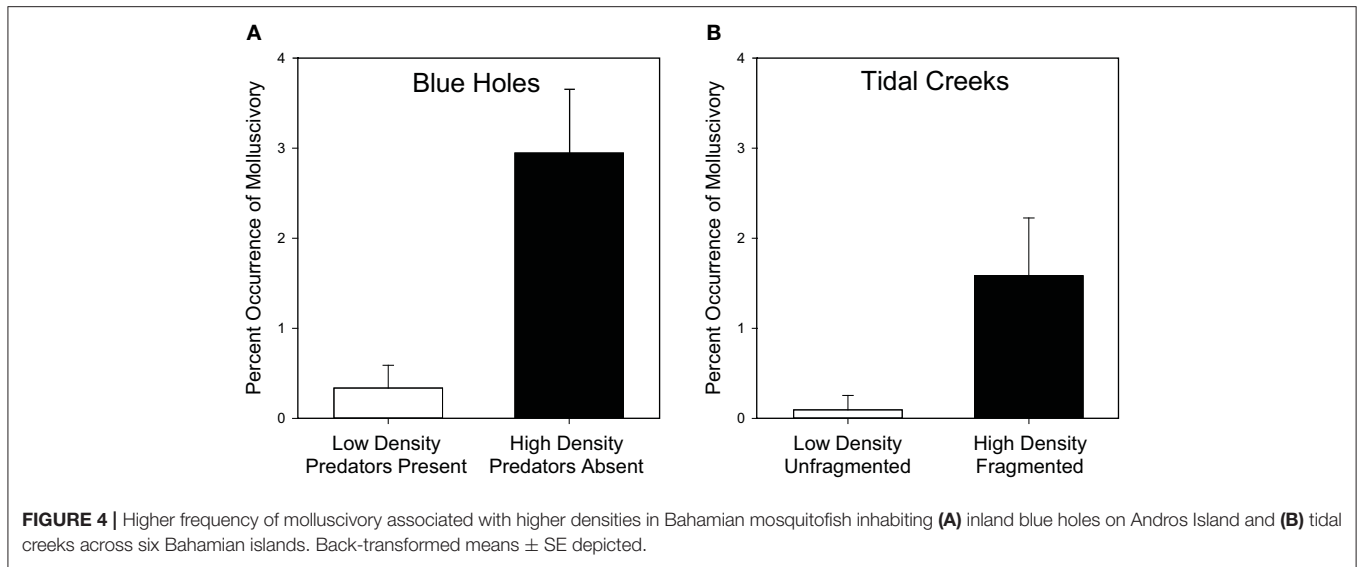 A
Blue Holes
Percent Occurrence of Molluscivory
4
3
2
1
0
Low Density
Predators Present
High Density
Predators Absent
B
Tidal Creeks
Percent Occurrence of Molluscivory
4
3
2
1
0
Low Density
Unfragmented
High Density
Fragmented
FIGURE 4 | Higher frequency of molluscivory associated with higher densities in Bahamian mosquitofish inhabiting (A) inland blue holes on Andros Island and (B) tidal
creeks across six Bahamian islands. Back-transformed means ± SE depicted.